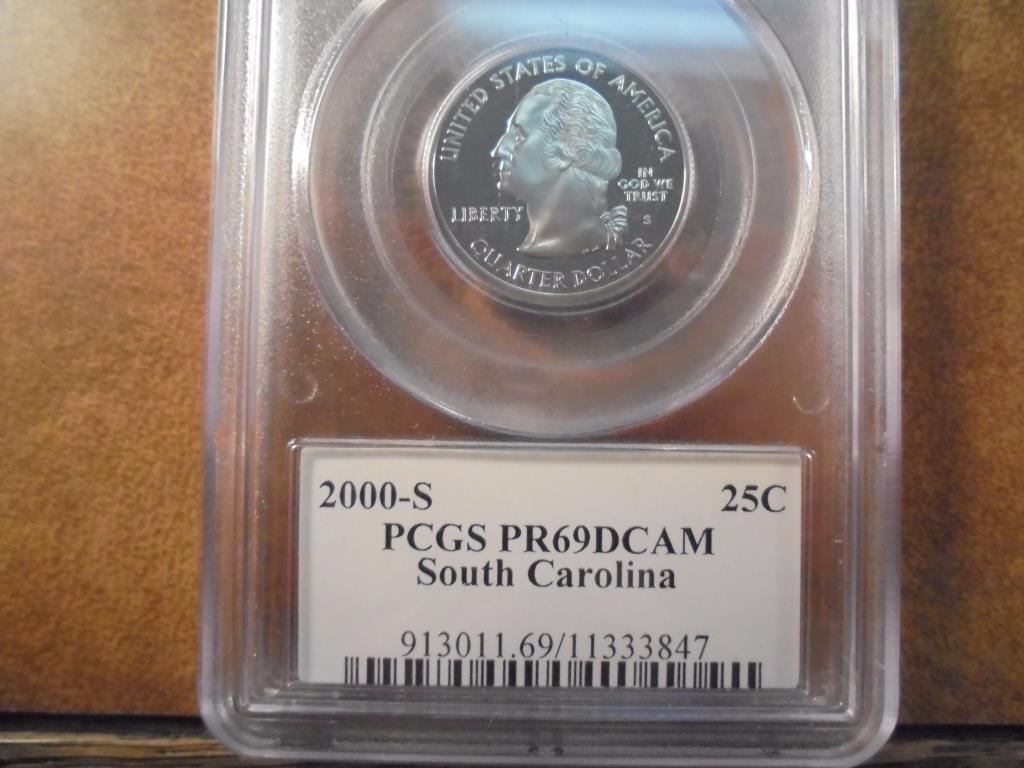 UNITED STATES OF AMERICA
IN
GOD WE
TRUST
LIBERTY
S
QUARTER DOLLAR
2000-S 25C
PCGS PR69DCAM
South Carolina
913011.69/11333847